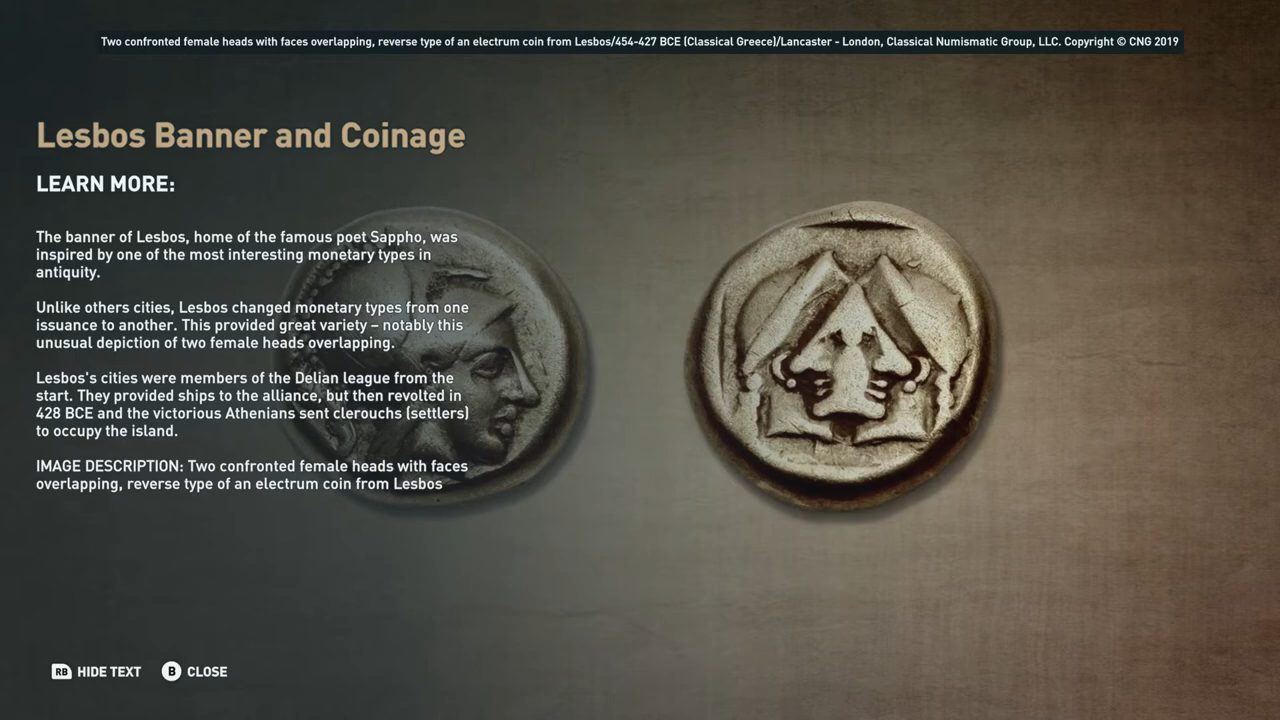 Two confronted female heads with faces overlapping, reverse type of an electrum coin from Lesbos/454-427 BCE (Classical Greece)/Lancaster - London, Classical Numismatic Group, LLC. Copyright © CNG 2019
Lesbos Banner and Coinage
LEARN MORE:
The banner of Lesbos, home of the famous poet Sappho, was
inspired by one of the most interesting monetary types in
antiquity.
Unlike others cities, Lesbos changed monetary types from one
issuance to another. This provided great variety – notably this
unusual depiction of two female heads overlapping.
Lesbos's cities were members of the Delian league from the
start. They provided ships to the alliance, but then revolted in
428 BCE and the victorious Athenians sent clerouchs (settlers)
to occupy the island.
IMAGE DESCRIPTION: Two confronted female heads with faces
overlapping, reverse type of an electrum coin from Lesbos
RB HIDE TEXT B CLOSE